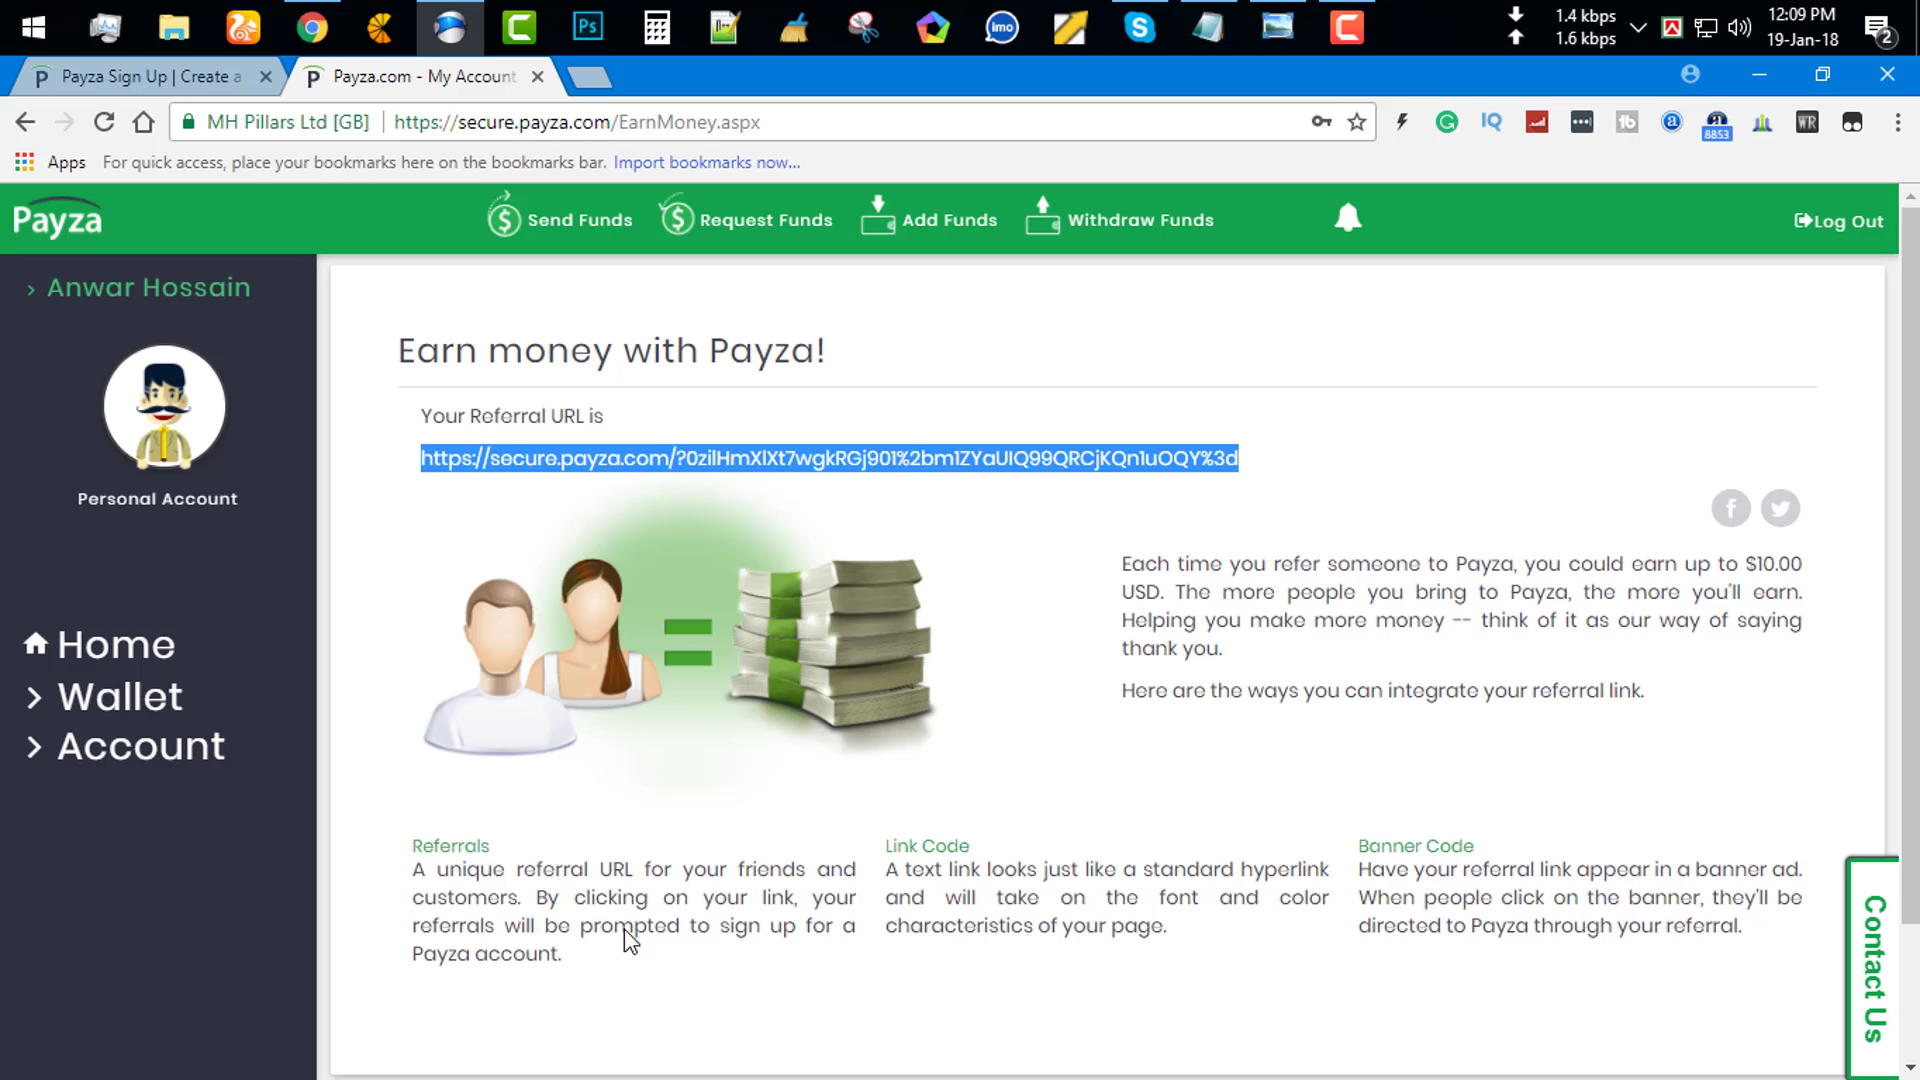 1.4 kbps
1.6 kbps
12:09 PM
19-Jan-18
2
Ps
imo
Payza Sign Up | Create a
Payza.com - My Account
MH Pillars Ltd [GB]
https://secure.payza.com/EarnMoney.aspx
IQ
8853
WR
Apps
For quick access, place your bookmarks here on the bookmarks bar. Import bookmarks now...
Payza
Send Funds
Request Funds
Add Funds
Withdraw Funds
Log Out
Anwar Hossain
Personal Account
Home
Wallet
Account
Earn money with Payza!
Your Referral URL is
https://secure.payza.com/?0zilHmXlXt7wgkRGj901%2bm1ZYaUIQ99QRCjKQn1uOQY%3d
Each time you refer someone to Payza, you could earn up to $10.00
USD. The more people you bring to Payza, the more you'll earn.
Helping you make more money -- think of it as our way of saying
thank you.
Here are the ways you can integrate your referral link.
Referrals
A unique referral URL for your friends and
customers. By clicking on your link, your
referrals will be prompted to sign up for a
Payza account.
Link Code
A text link looks just like a standard hyperlink
and will take on the font and color
characteristics of your page.
Banner Code
Have your referral link appear in a banner ad.
When people click on the banner, they'll be
directed to Payza through your referral.
Contact Us